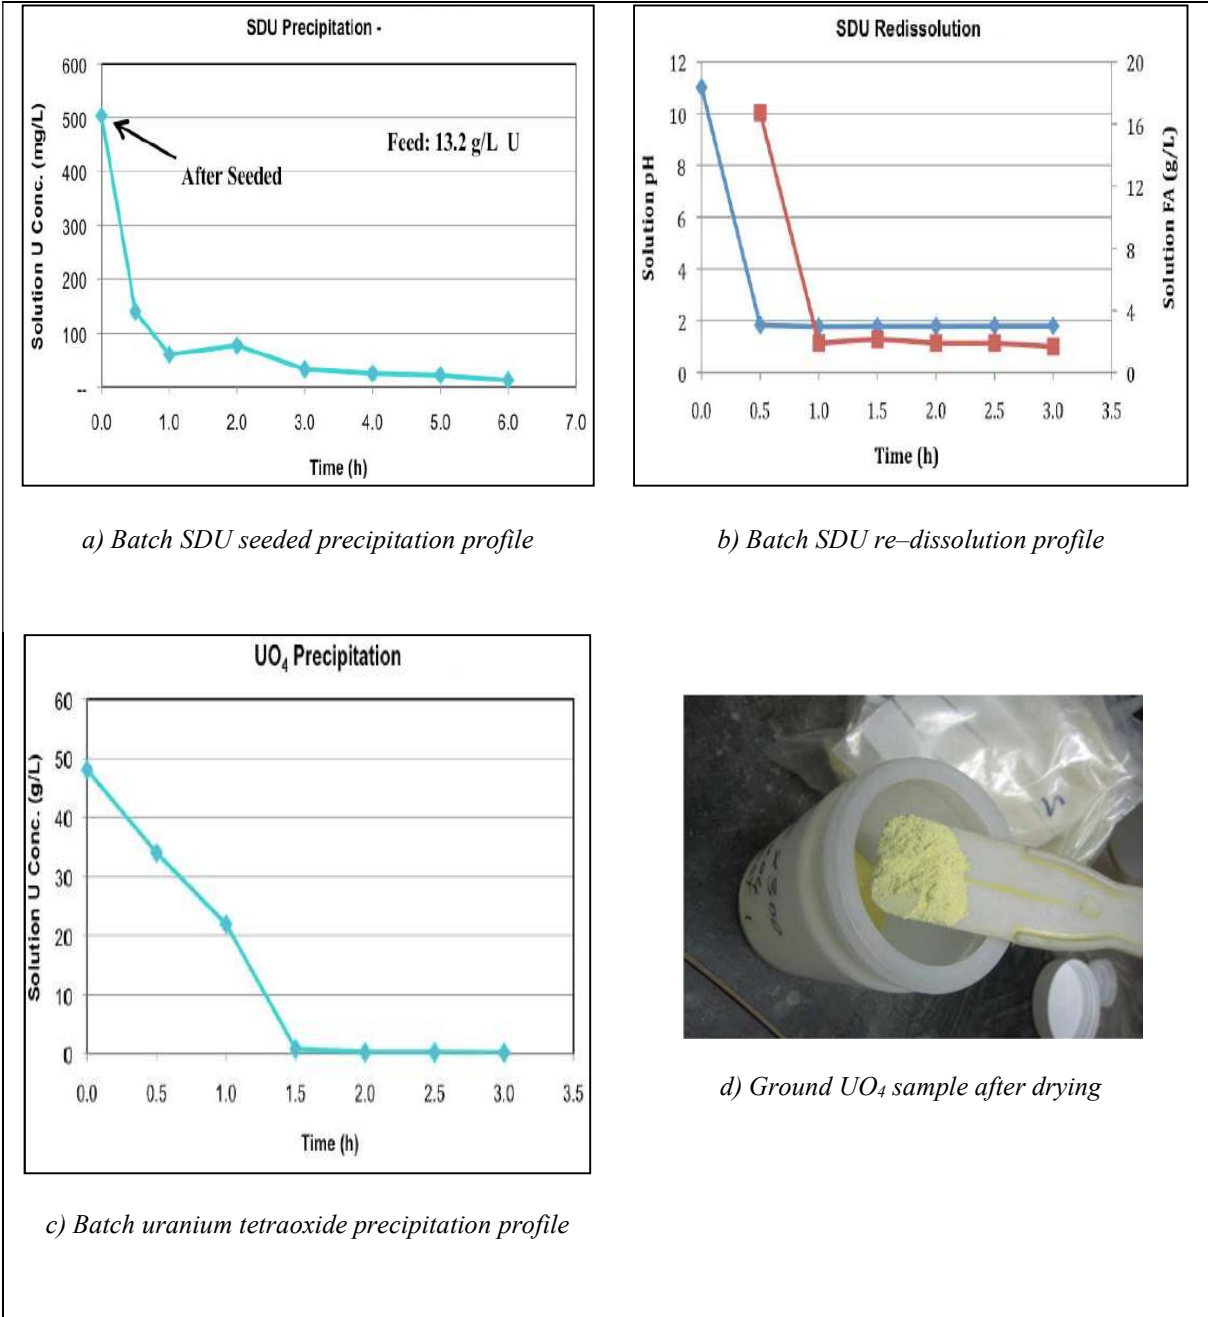 SDU Precipitation -
600
500
400
300
200
100
--
Solution U Conc. (mg/L)
After Seeded
Feed: 13.2 g/L U
0.0 1.0 2.0 3.0 4.0 5.0 6.0 7.0
Time (h)
a) Batch SDU seeded precipitation profile
SDU Redissolution
12
10
8
6
4
2
0
Solution pH
20
16
12
8
4
0
Solution FA (g/L)
0.0 0.5 1.0 1.5 2.0 2.5 3.0 3.5
Time (h)
b) Batch SDU re–dissolution profile
UO₄ Precipitation
60
50
40
30
20
10
0
Solution U Conc. (g/L)
0.0 0.5 1.0 1.5 2.0 2.5 3.0 3.5
Time (h)
c) Batch uranium tetraoxide precipitation profile
d) Ground UO₄ sample after drying